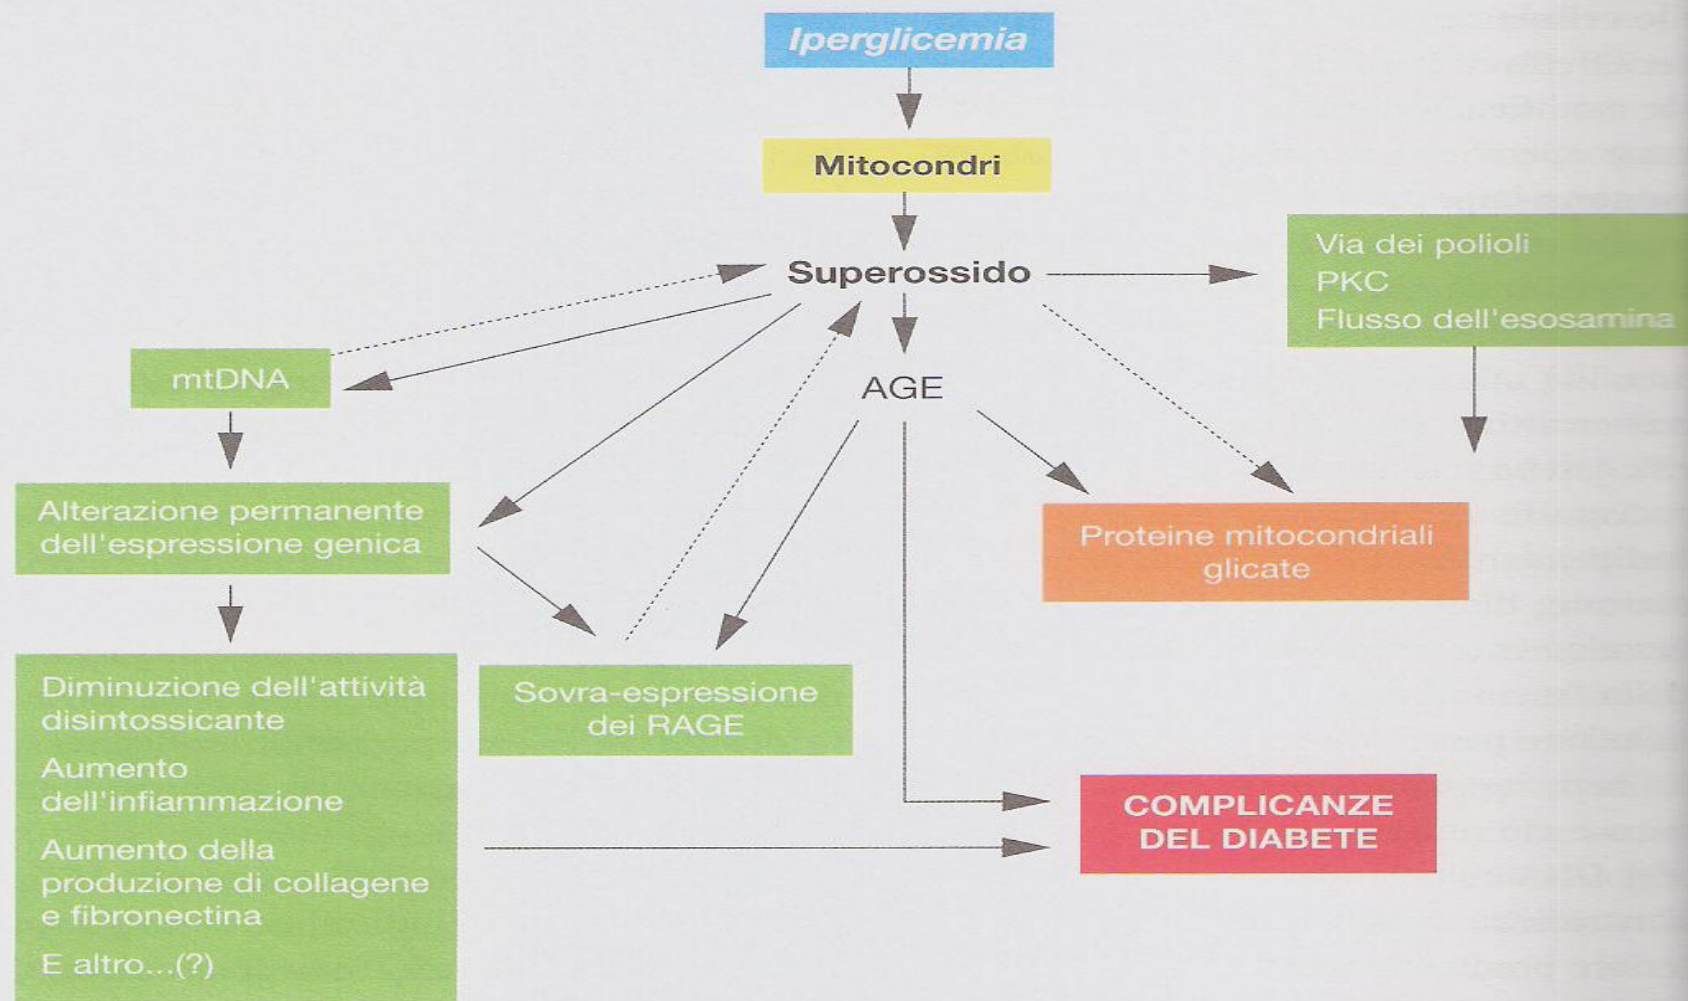 Iperglicemia
Mitocondri
Superossido
Via dei polioli
PKC
Flusso dell'esosamina
mtDNA
AGE
Alterazione permanente
dell'espressione genica
Proteine mitocondriali
glicate
Diminuzione dell'attività
disintossicante
Aumento
dell'infiammazione
Aumento della
produzione di collagene
e fibronectina
E altro...(?)
Sovra-espressione
dei RAGE
COMPLICANZE
DEL DIABETE